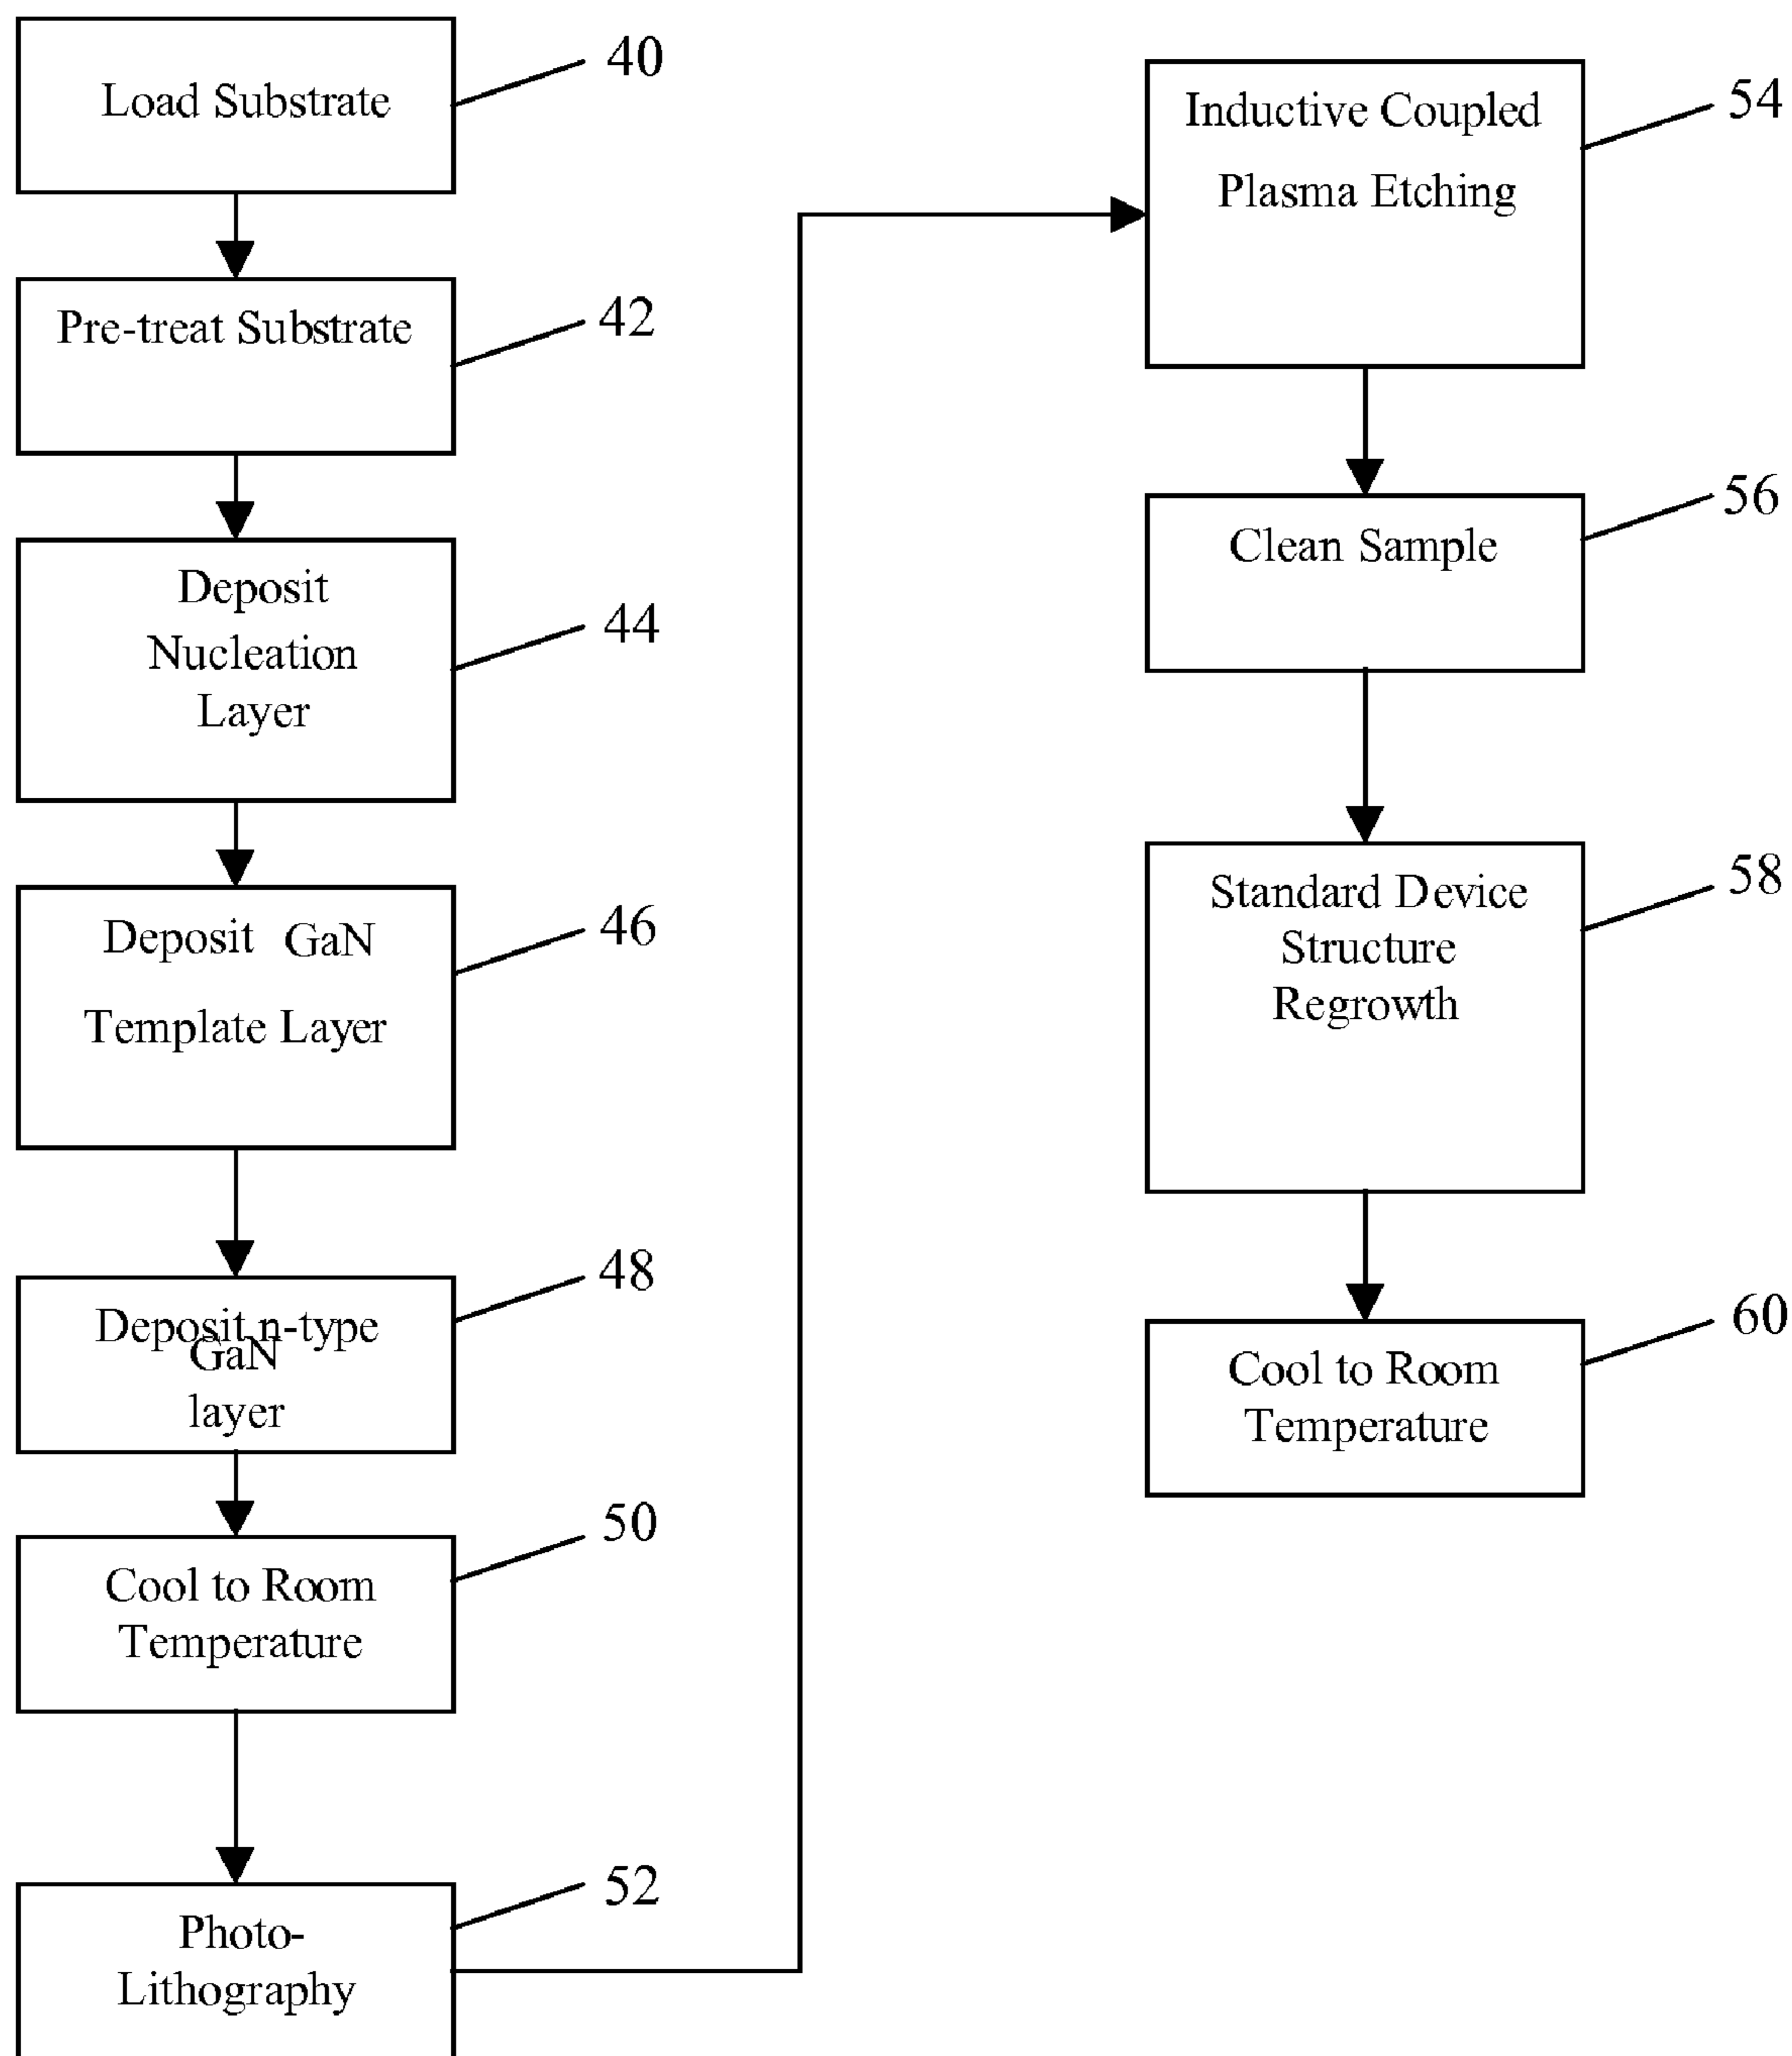 Load Substrate
40
Pre-treat Substrate
42
Deposit
Nucleation
Layer
44
Deposit GaN
Template Layer
46
Deposit n-type
GaN
layer
48
Cool to Room
Temperature
50
Photo-
Lithography
52
Inductive Coupled
Plasma Etching
54
Clean Sample
56
Standard Device
Structure
Regrowth
58
Cool to Room
Temperature
60